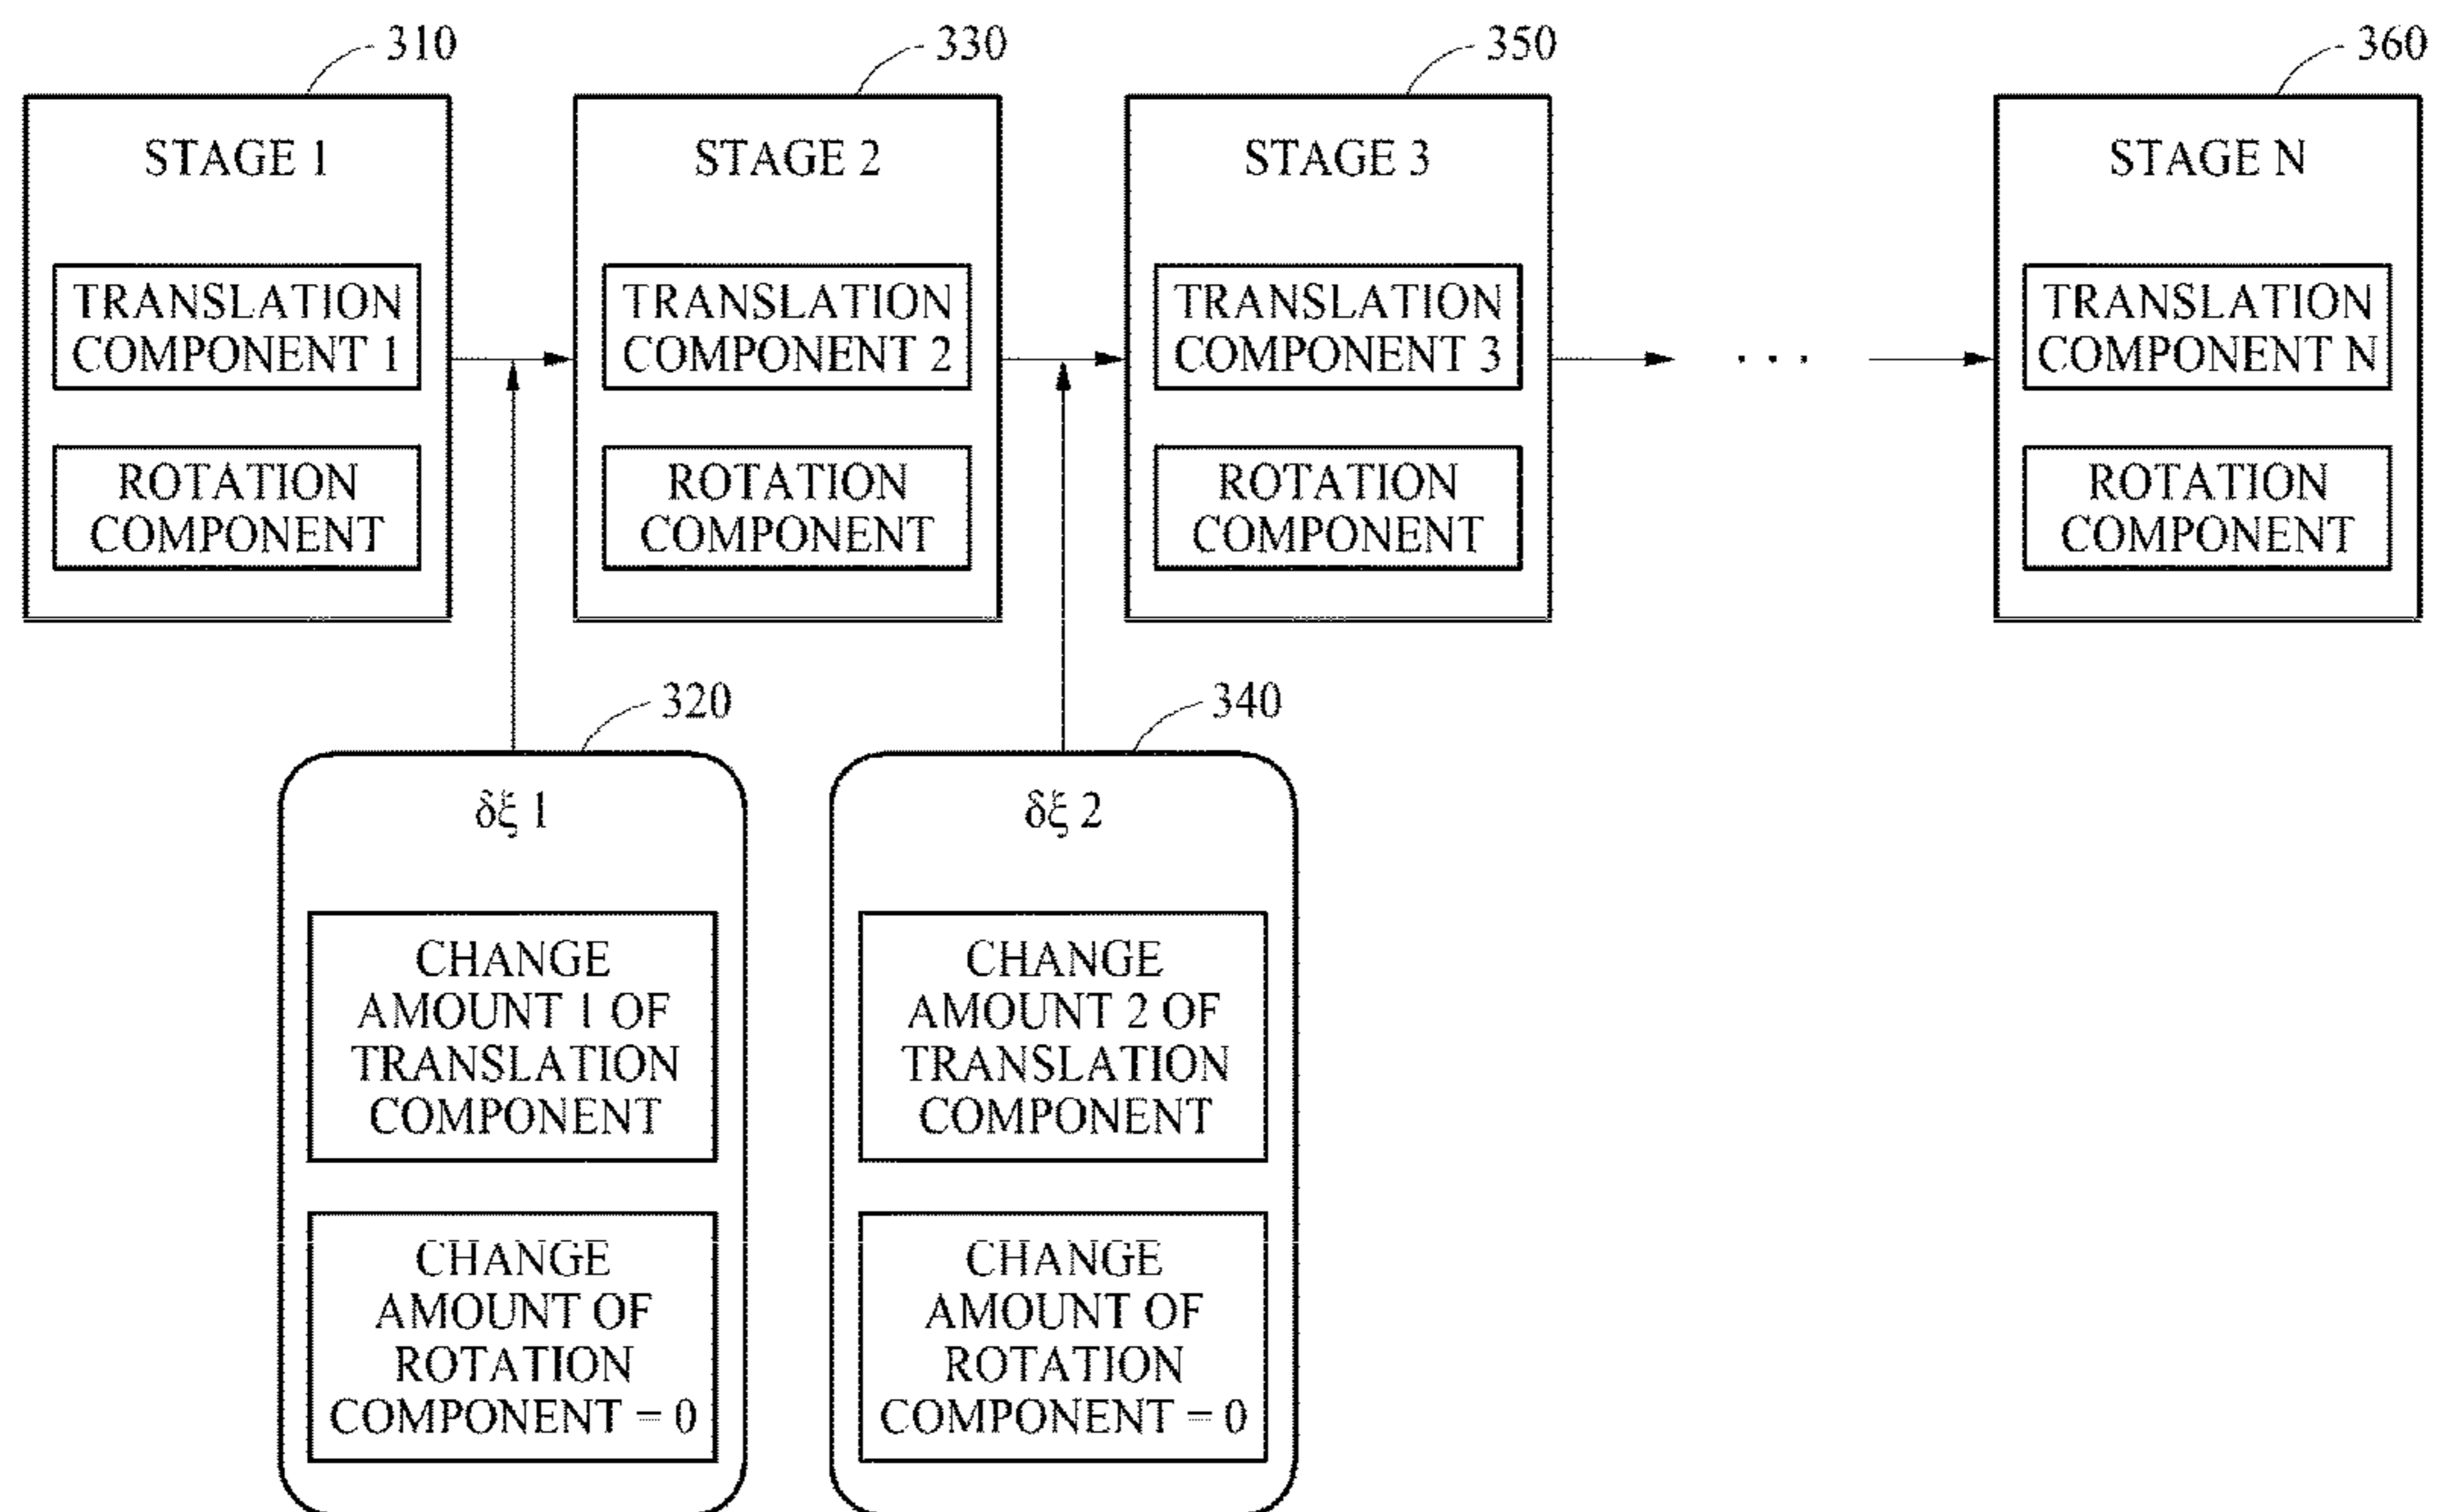 310
330
350
360
STAGE 1
STAGE 2
STAGE 3
STAGE N
TRANSLATION
COMPONENT 1
TRANSLATION
COMPONENT 2
TRANSLATION
COMPONENT 3
TRANSLATION
COMPONENT N
. . .
ROTATION
COMPONENT
ROTATION
COMPONENT
ROTATION
COMPONENT
ROTATION
COMPONENT
320
340
δξ 1
δξ 2
CHANGE
AMOUNT 1 OF
TRANSLATION
COMPONENT
CHANGE
AMOUNT 2 OF
TRANSLATION
COMPONENT
CHANGE
AMOUNT OF
ROTATION
COMPONENT = 0
CHANGE
AMOUNT OF
ROTATION
COMPONENT = 0